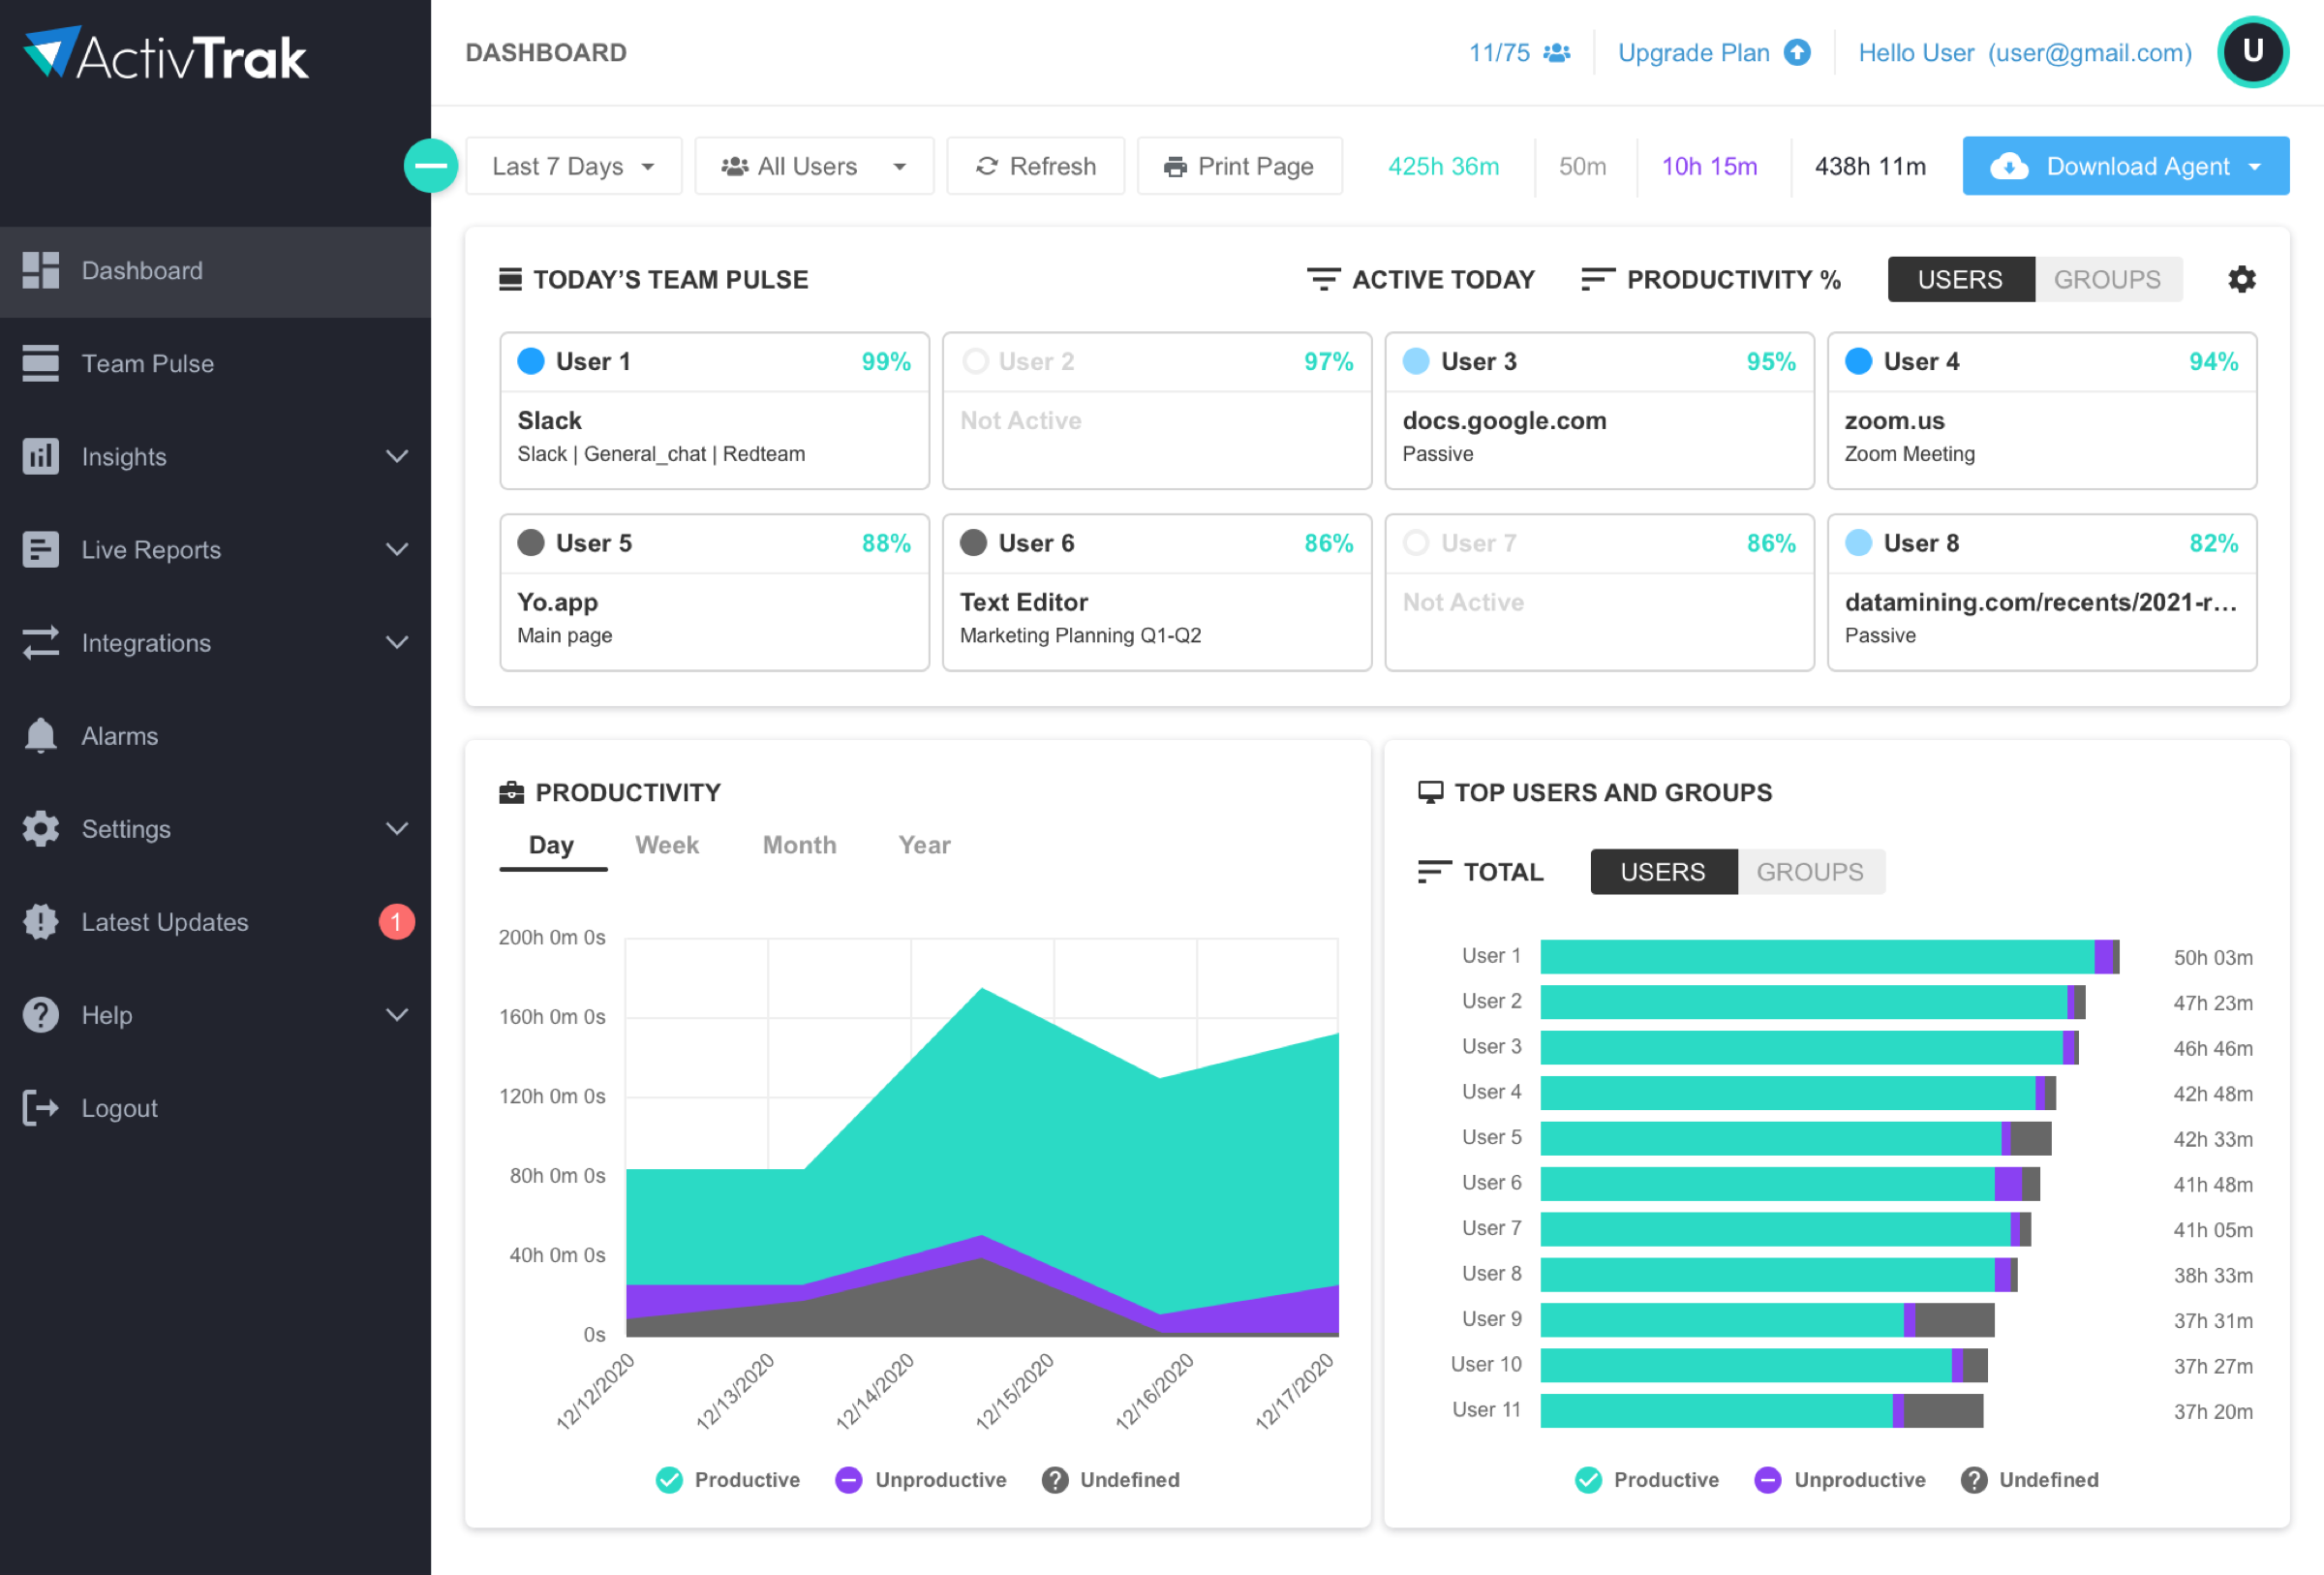 ActivTrak
DASHBOARD
11/75
Upgrade Plan
Hello User (user@gmail.com)
U
Last 7 Days
All Users
Refresh
Print Page
425h 36m
50m
10h 15m
438h 11m
Download Agent
Dashboard
Team Pulse
Insights
Live Reports
Integrations
Alarms
Settings
Latest Updates 1
Help
Logout
TODAY’S TEAM PULSE
ACTIVE TODAY
PRODUCTIVITY %
USERS GROUPS
User 1 99%
Slack
Slack | General_chat | Redteam
User 2 97%
Not Active
User 3 95%
docs.google.com
Passive
User 4 94%
zoom.us
Zoom Meeting
User 5 88%
Yo.app
Main page
User 6 86%
Text Editor
Marketing Planning Q1-Q2
User 7 86%
Not Active
User 8 82%
datamining.com/recents/2021-r...
Passive
PRODUCTIVITY
Day Week Month Year
200h 0m 0s
160h 0m 0s
120h 0m 0s
80h 0m 0s
40h 0m 0s
0s
12/12/2020
12/13/2020
12/14/2020
12/15/2020
12/16/2020
12/17/2020
Productive Unproductive Undefined
TOP USERS AND GROUPS
TOTAL
USERS GROUPS
User 1 50h 03m
User 2 47h 23m
User 3 46h 46m
User 4 42h 48m
User 5 42h 33m
User 6 41h 48m
User 7 41h 05m
User 8 38h 33m
User 9 37h 31m
User 10 37h 27m
User 11 37h 20m
Productive Unproductive Undefined